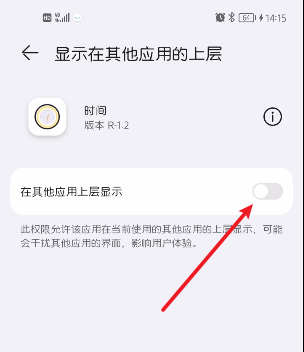 HD
64
14:15
显示在其他应用的上层
时间
版本 R-1.2
在其他应用上层显示
此权限允许该应用在当前使用的其他应用的上层显示，可能
会干扰其他应用的界面，影响用户体验。